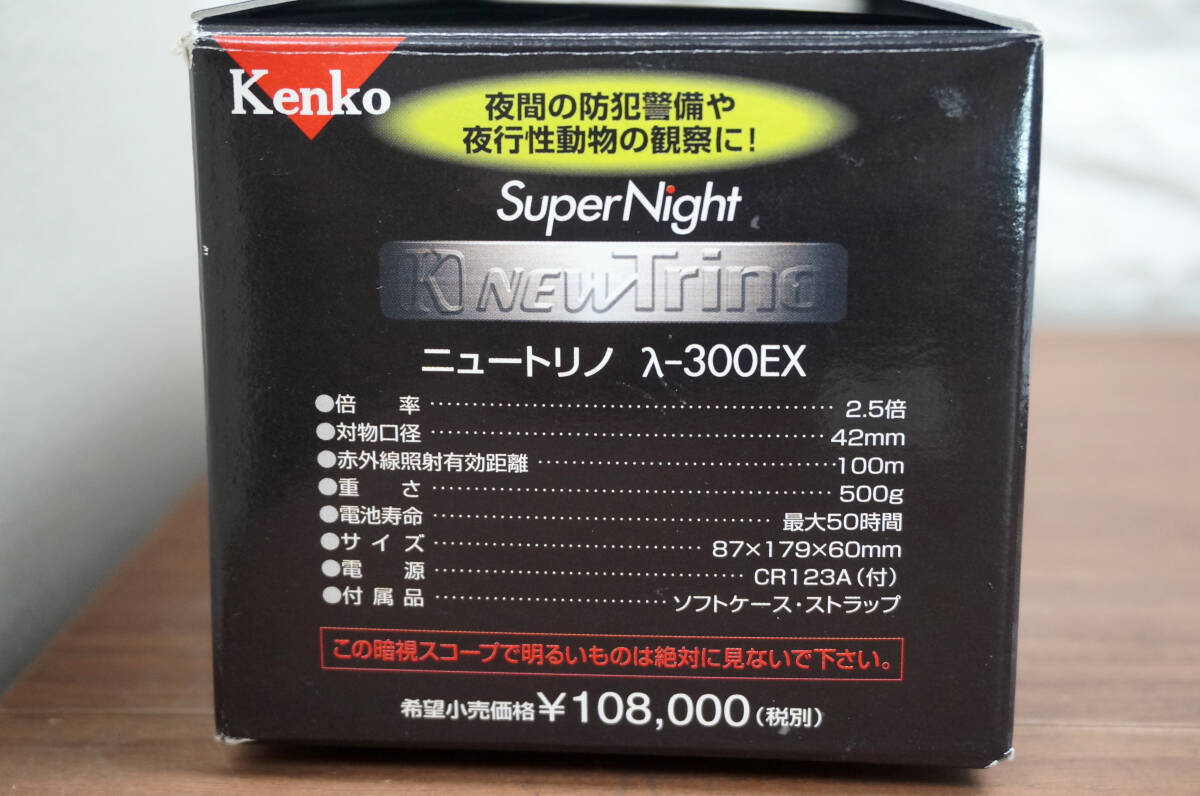 Kenko
夜間の防犯警備や
夜行性動物の観察に!
SuperNight
NEWTrino
ニュートリノ λ-300EX
●倍 率 2.5倍
●対物口径 42mm
●赤外線照射有効距離 100m
●重 さ 500g
●電池寿命 最大50時間
●サ イ ズ 87×179×60mm
●電 源 CR123A(付)
●付 属 品 ソフトケース・ストラップ
この暗視スコープで明るいものは絶対に見ないで下さい。
希望小売価格¥108,000(税別)